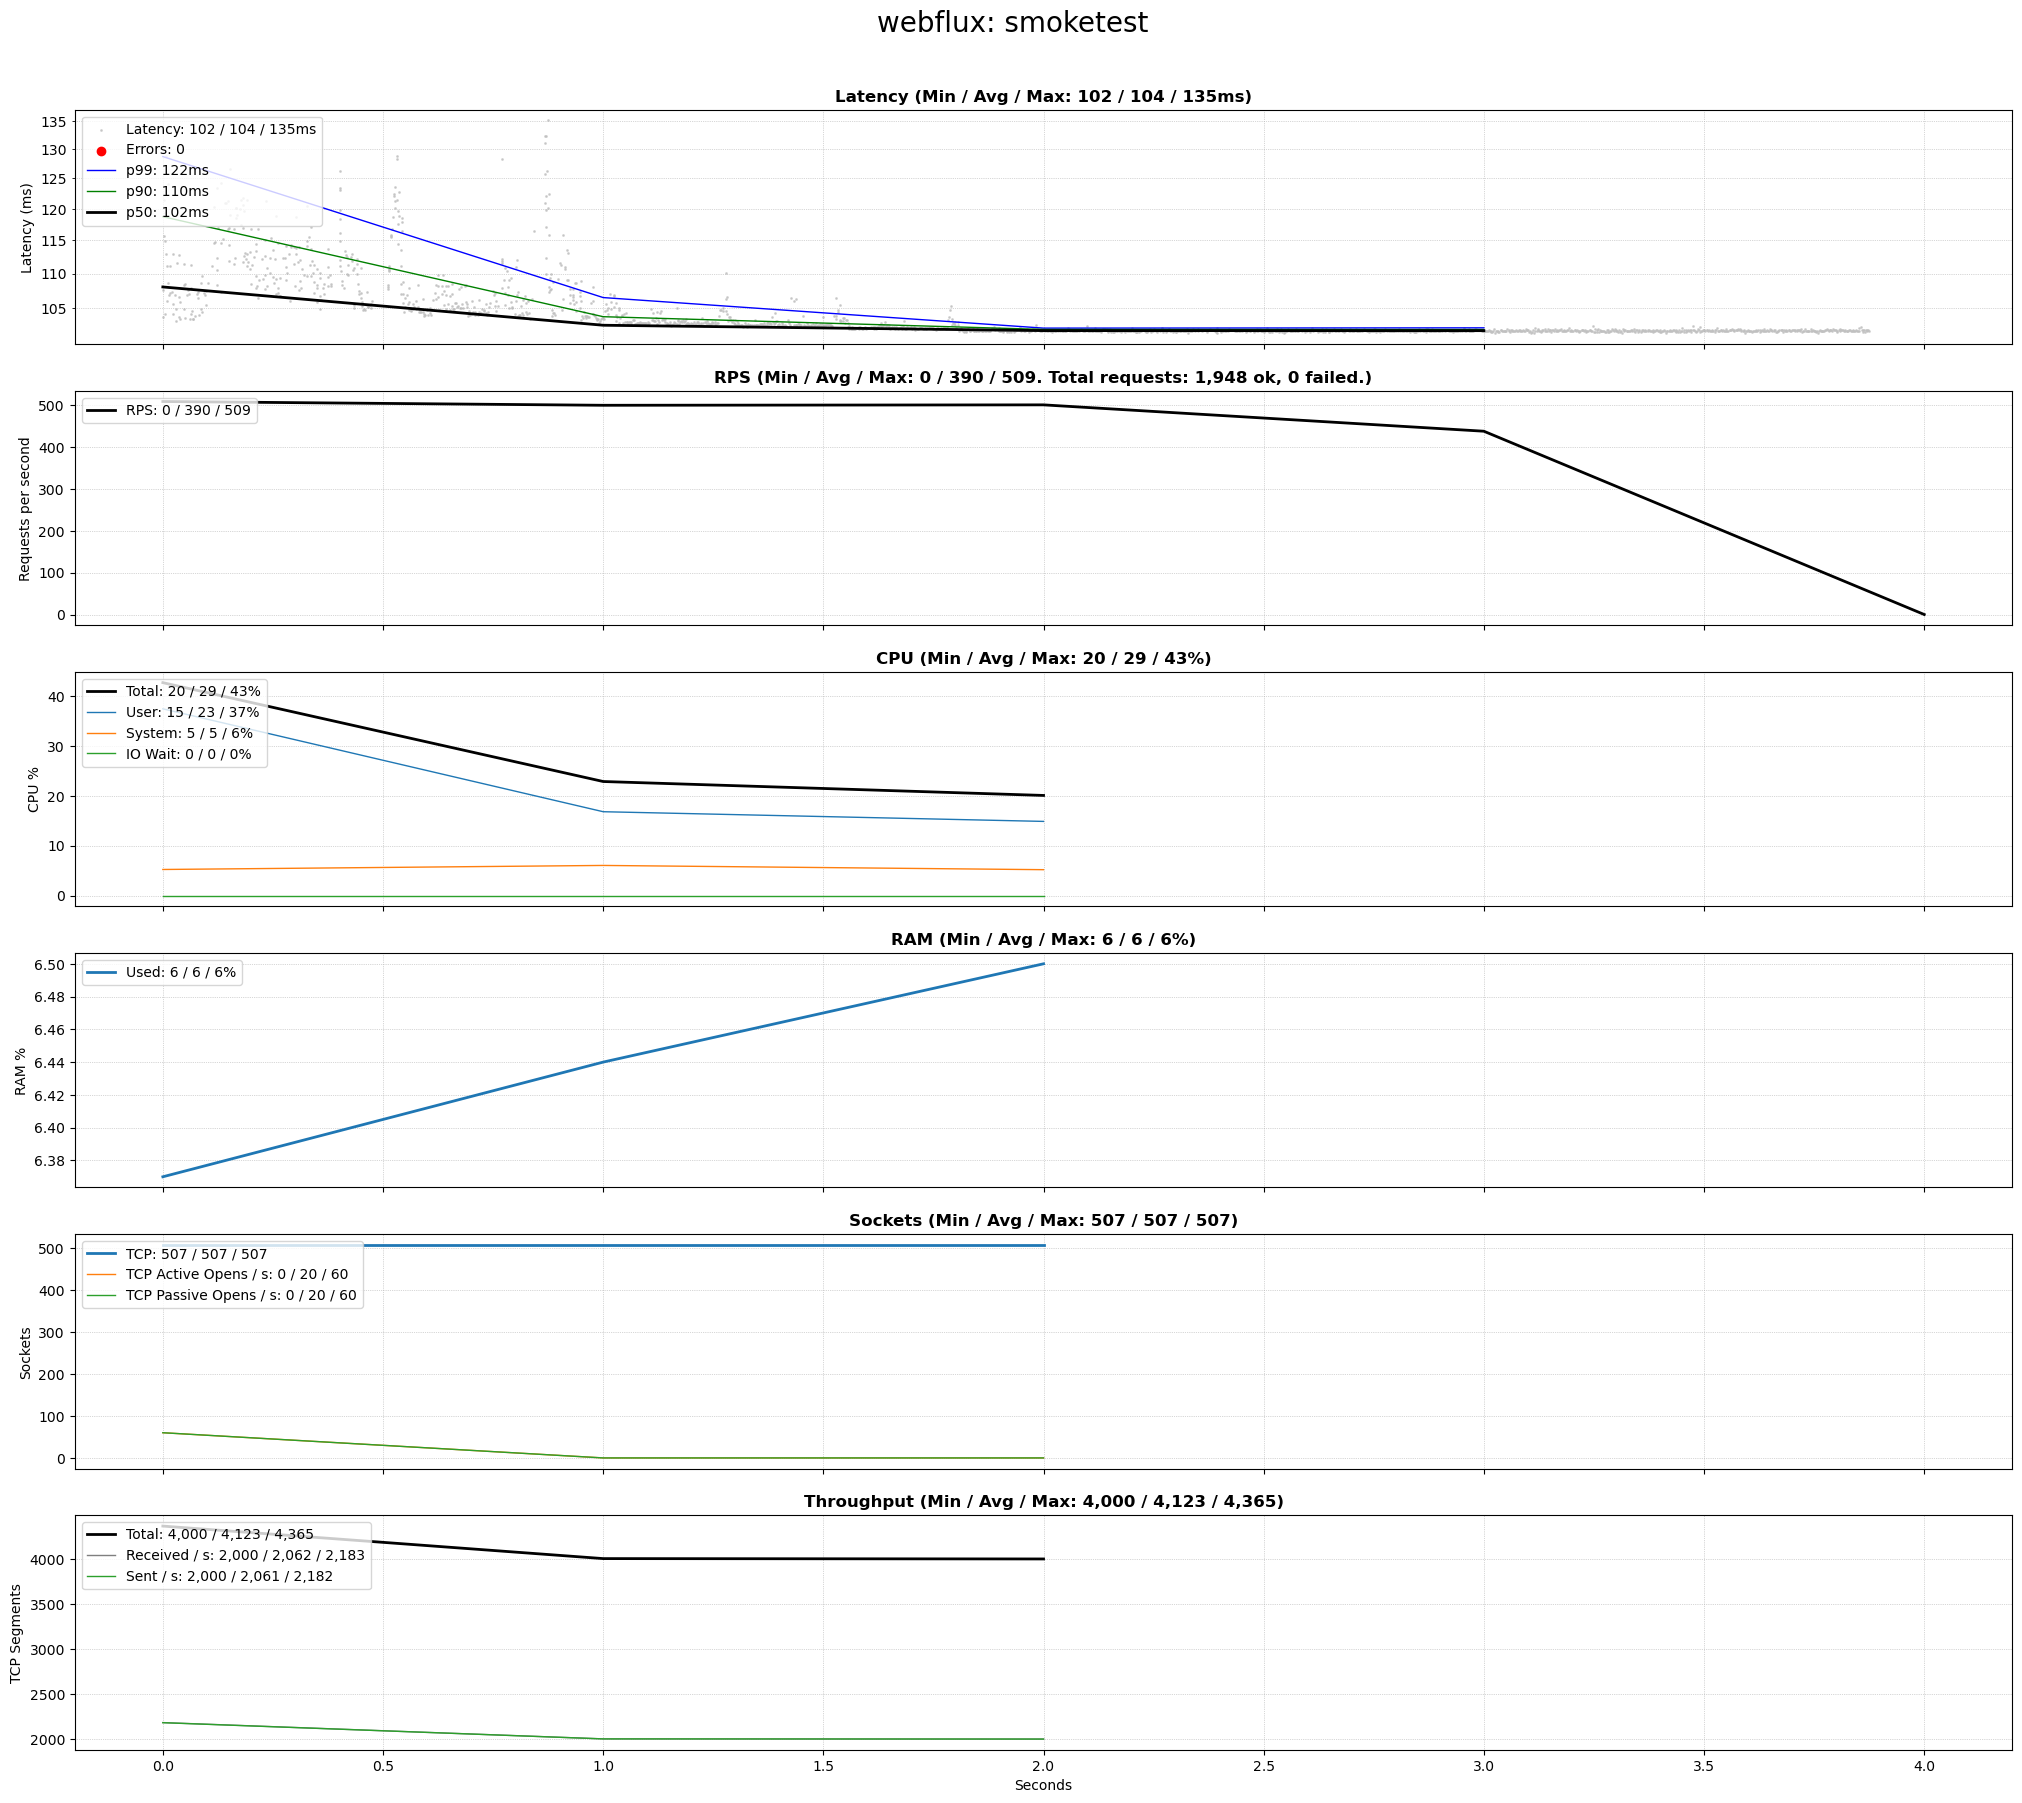 webflux: smoketest
Latency (Min / Avg / Max: 102 / 104 / 135ms)
Latency (ms)
135
130
125
120
115
110
105
Latency: 102 / 104 / 135ms
Errors: 0
p99: 122ms
p90: 110ms
p50: 102ms
RPS (Min / Avg / Max: 0 / 390 / 509. Total requests: 1,948 ok, 0 failed.)
Requests per second
500
400
300
200
100
0
RPS: 0 / 390 / 509
CPU (Min / Avg / Max: 20 / 29 / 43%)
CPU %
40
30
20
10
0
Total: 20 / 29 / 43%
User: 15 / 23 / 37%
System: 5 / 5 / 6%
IO Wait: 0 / 0 / 0%
RAM (Min / Avg / Max: 6 / 6 / 6%)
RAM %
6.50
6.48
6.46
6.44
6.42
6.40
6.38
Used: 6 / 6 / 6%
Sockets (Min / Avg / Max: 507 / 507 / 507)
Sockets
500
400
300
200
100
0
TCP: 507 / 507 / 507
TCP Active Opens / s: 0 / 20 / 60
TCP Passive Opens / s: 0 / 20 / 60
Throughput (Min / Avg / Max: 4,000 / 4,123 / 4,365)
TCP Segments
4000
3500
3000
2500
2000
Total: 4,000 / 4,123 / 4,365
Received / s: 2,000 / 2,062 / 2,183
Sent / s: 2,000 / 2,061 / 2,182
0.0 0.5 1.0 1.5 2.0 2.5 3.0 3.5 4.0
Seconds